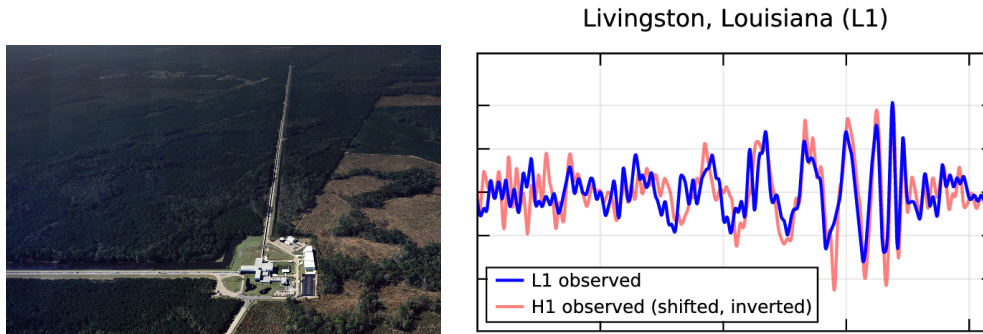 Livingston, Louisiana (L1)
L1 observed
H1 observed (shifted, inverted)